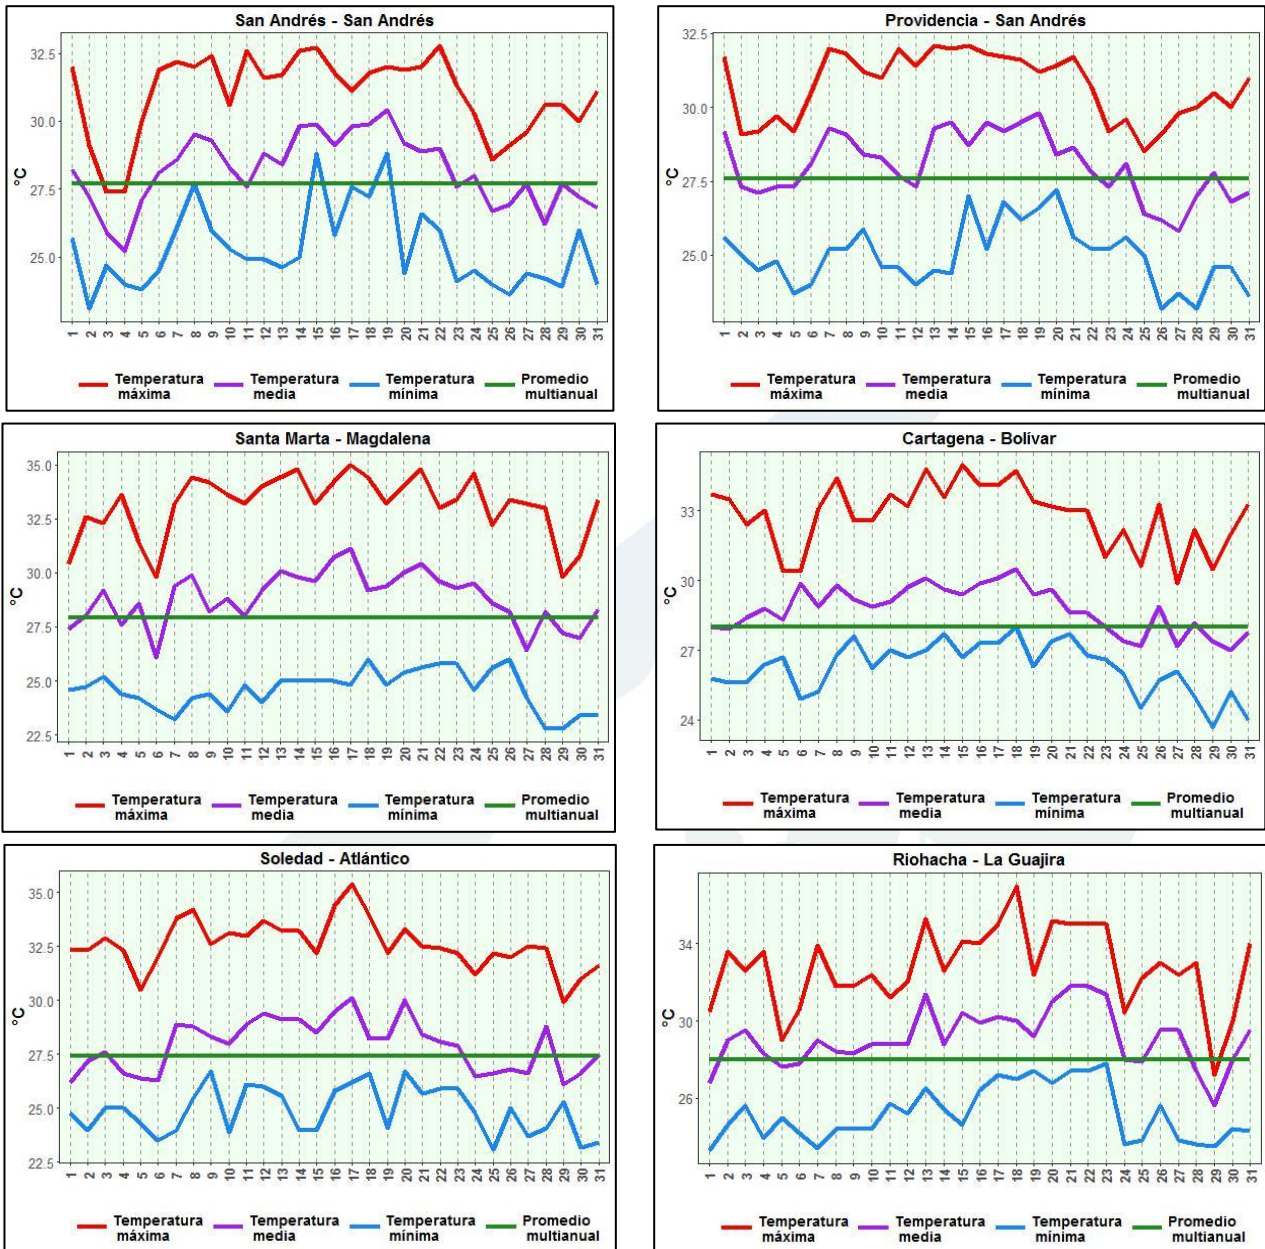 San Andrés - San Andrés
°C
32.5
30.0
27.5
25.0
1 2 3 4 5 6 7 8 9 10 11 12 13 14 15 16 17 18 19 20 21 22 23 24 25 26 27 28 29 30 31
Temperatura máxima
Temperatura media
Temperatura mínima
Promedio multianual
Providencia - San Andrés
32.5
30.0
27.5
25.0
1 2 3 4 5 6 7 8 9 10 11 12 13 14 15 16 17 18 19 20 21 22 23 24 25 26 27 28 29 30 31
Temperatura máxima
Temperatura media
Temperatura mínima
Promedio multianual
Santa Marta - Magdalena
°C
35.0
32.5
30.0
27.5
25.0
22.5
1 2 3 4 5 6 7 8 9 10 11 12 13 14 15 16 17 18 19 20 21 22 23 24 25 26 27 28 29 30 31
Temperatura máxima
Temperatura media
Temperatura mínima
Promedio multianual
Cartagena - Bolívar
33
30
27
24
1 2 3 4 5 6 7 8 9 10 11 12 13 14 15 16 17 18 19 20 21 22 23 24 25 26 27 28 29 30 31
Temperatura máxima
Temperatura media
Temperatura mínima
Promedio multianual
Soledad - Atlántico
°C
35.0
32.5
30.0
27.5
25.0
22.5
1 2 3 4 5 6 7 8 9 10 11 12 13 14 15 16 17 18 19 20 21 22 23 24 25 26 27 28 29 30 31
Temperatura máxima
Temperatura media
Temperatura mínima
Promedio multianual
Riohacha - La Guajira
°C
34
30
26
1 2 3 4 5 6 7 8 9 10 11 12 13 14 15 16 17 18 19 20 21 22 23 24 25 26 27 28 29 30 31
Temperatura máxima
Temperatura media
Temperatura mínima
Promedio multianual